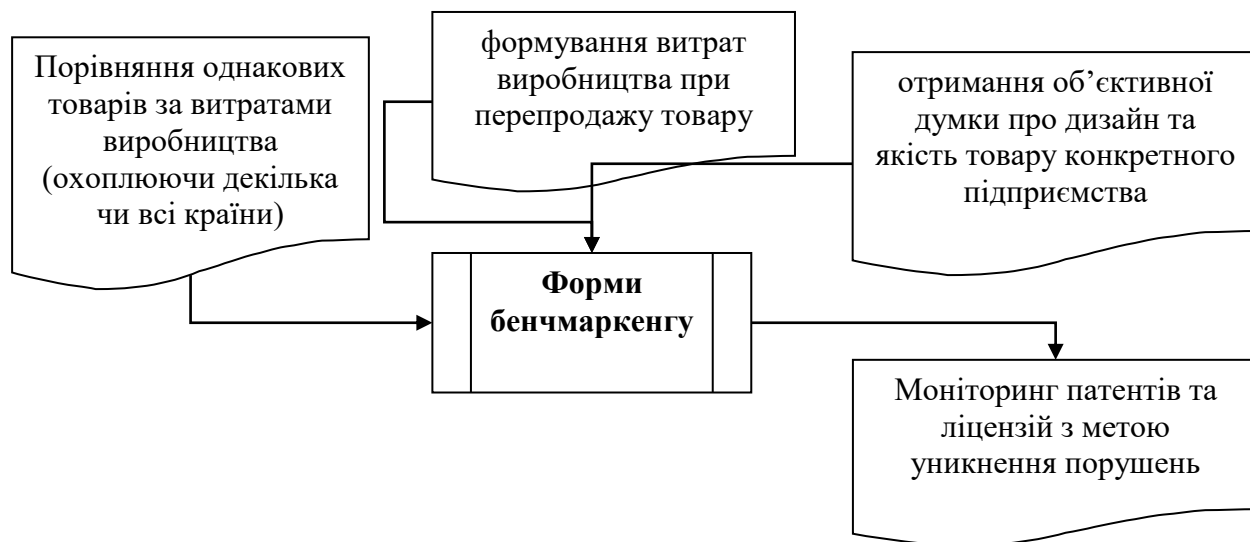 Порівняння однакових
товарів за витратами
виробництва
(охоплюючи декілька
чи всі країни)
формування витрат
виробництва при
перепродажу товару
отримання об’єктивної
думки про дизайн та
якість товару конкретного
підприємства
Форми
бенчмаркенгу
Моніторинг патентів та
ліцензій з метою
уникнення порушень